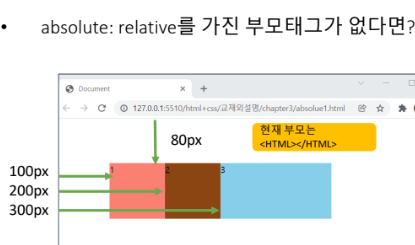 • absolute: relative를 가진 부모태그가 없다면?
Document × +
127.0.0.1:5510/html+css/교재외설명/chapter3/absolue1.html
80px
현재 부모는
<HTML></HTML>
100px
200px
300px
1 2 3